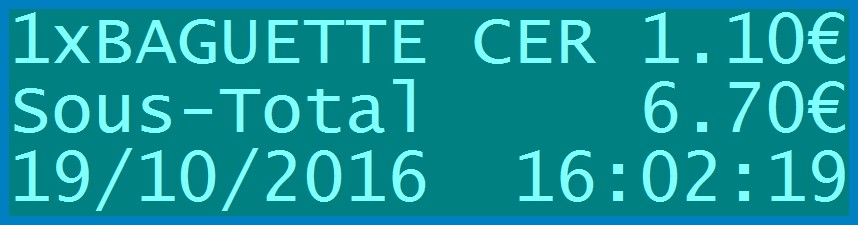 1xBAGUETTE CER 1.10€
Sous-Total 6.70€
19/10/2016 16:02:19